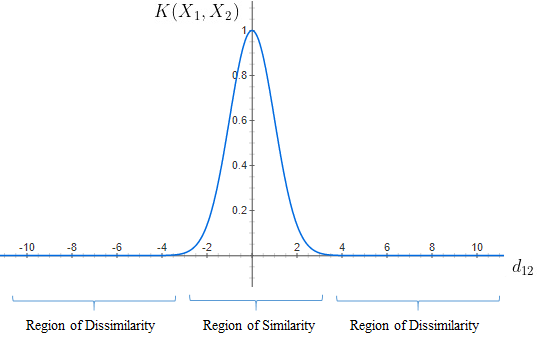 K(X₁, X₂)
1
0.8
0.6
0.4
0.2
-10 -8 -6 -4 -2 2 4 6 8 10
d₁₂
Region of Dissimilarity Region of Similarity Region of Dissimilarity